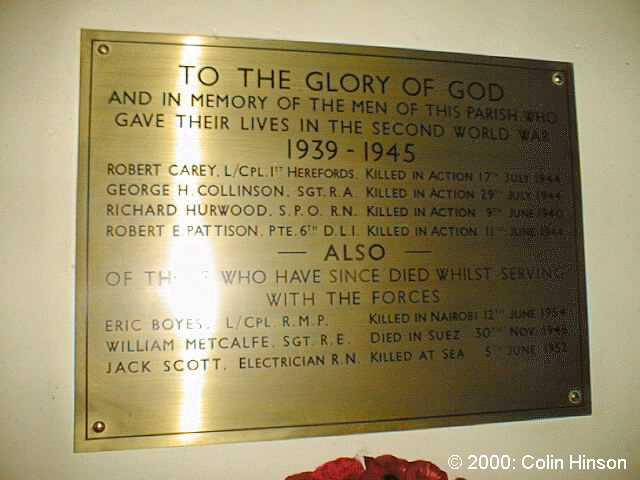 TO THE GLORY OF GOD
AND IN MEMORY OF THE MEN OF THIS PARISH, WHO
GAVE THEIR LIVES IN THE SECOND WORLD WAR
1939 - 1945
ROBERT CAREY, L/CPL. 1ST HEREFORDS. KILLED IN ACTION 17TH JULY 1944
GEORGE H. COLLINSON, SGT. R.A. KILLED IN ACTION 29TH JULY 1944
RICHARD HURWOOD, S.P.O. R.N. KILLED IN ACTION 9TH JUNE 1940
ROBERT E. PATTISON, PTE. 6TH D.L.I. KILLED IN ACTION 11TH JUNE 1944
— ALSO —
OF WHO HAVE SINCE DIED WHILST SERVING
WITH THE FORCES
ERIC BOYES, L/CPL. R.M.P. KILLED IN NAIROBI 12TH JUNE 1954
WILLIAM METCALFE, SGT. R.E. DIED IN SUEZ 30TH NOV.
JACK SCOTT, ELECTRICIAN R.N. KILLED AT SEA 5TH JUNE 1952
© 2000: Colin Hinson